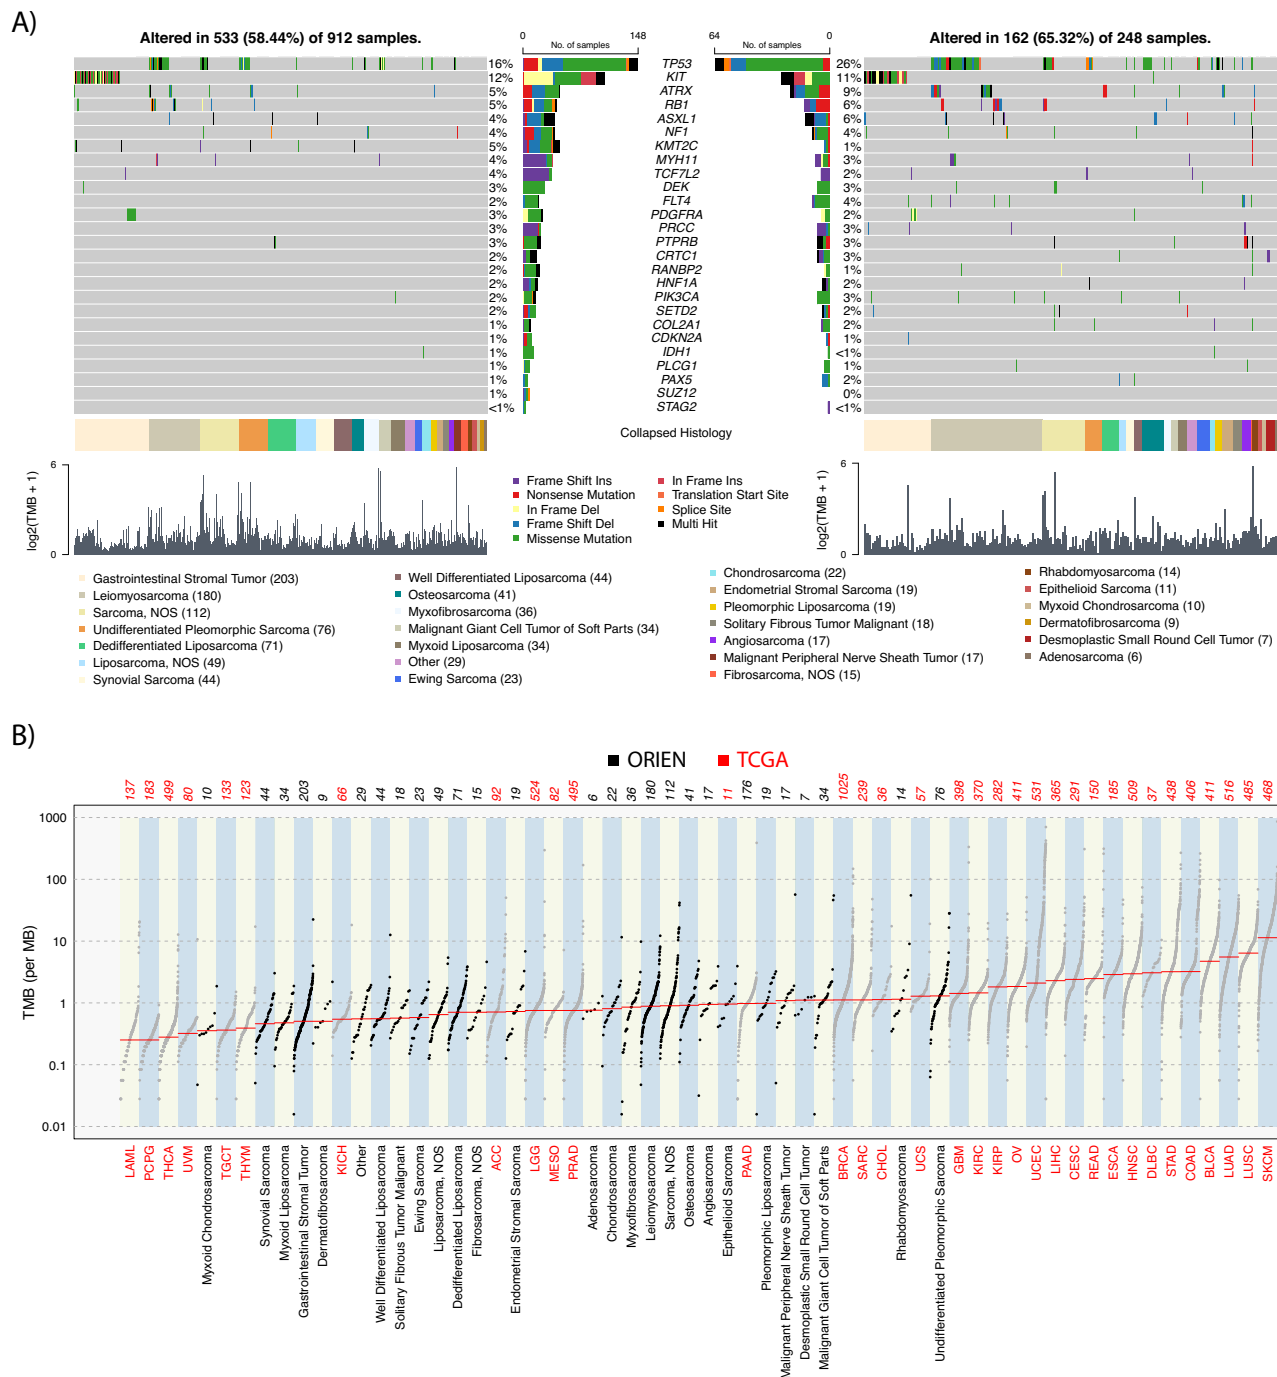 A)
Altered in 533 (58.44%) of 912 samples.
0 148
No. of samples
64 0
No. of samples
Altered in 162 (65.32%) of 248 samples.
16% TP53 26%
12% KIT 11%
5% ATRX 9%
5% RB1 6%
4% ASXL1 6%
4% NF1 4%
5% KMT2C 1%
4% MYH11 3%
4% TCF7L2 2%
3% DEK 3%
2% FLT4 4%
3% PDGFRA 2%
3% PRCC 3%
3% PTPRB 3%
2% CRTC1 3%
2% RANBP2 1%
2% HNF1A 2%
2% PIK3CA 3%
2% SETD2 2%
1% COL2A1 2%
1% CDKN2A 1%
1% IDH1 <1%
1% PLCG1 1%
1% PAX5 2%
1% SUZ12 0%
<1% STAG2 <1%
Collapsed Histology
6
log2(TMB + 1)
0
Frame Shift Ins
Nonsense Mutation
In Frame Del
Frame Shift Del
Missense Mutation
In Frame Ins
Translation Start Site
Splice Site
Multi Hit
6
log2(TMB + 1)
0
Gastrointestinal Stromal Tumor (203)
Leiomyosarcoma (180)
Sarcoma, NOS (112)
Undifferentiated Pleomorphic Sarcoma (76)
Dedifferentiated Liposarcoma (71)
Liposarcoma, NOS (49)
Synovial Sarcoma (44)
Well Differentiated Liposarcoma (44)
Osteosarcoma (41)
Myxofibrosarcoma (36)
Malignant Giant Cell Tumor of Soft Parts (34)
Myxoid Liposarcoma (34)
Other (29)
Ewing Sarcoma (23)
Chondrosarcoma (22)
Endometrial Stromal Sarcoma (19)
Pleomorphic Liposarcoma (19)
Solitary Fibrous Tumor Malignant (18)
Angiosarcoma (17)
Malignant Peripheral Nerve Sheath Tumor (17)
Fibrosarcoma, NOS (15)
Rhabdomyosarcoma (14)
Epithelioid Sarcoma (11)
Myxoid Chondrosarcoma (10)
Dermatofibrosarcoma (9)
Desmoplastic Small Round Cell Tumor (7)
Adenosarcoma (6)
B)
ORIEN TCGA
137 183 499 80 10 133 123 44 34 203 9 66 29 44 18 23 49 71 15 92 19 524 82 495 6 22 36 180 112 41 17 11 176 19 17 7 34 1025 239 36 14 57 76 398 370 282 411 531 365 291 150 185 509 37 438 406 411 516 485 468
TMB (per MB)
1000
100
10
1
0.1
0.01
LAML
PCPG
THCA
UVM
Myxoid Chondrosarcoma
TGCT
THYM
Synovial Sarcoma
Myxoid Liposarcoma
Gastrointestinal Stromal Tumor
Dermatofibrosarcoma
KICH
Other
Well Differentiated Liposarcoma
Solitary Fibrous Tumor Malignant
Ewing Sarcoma
Liposarcoma, NOS
Dedifferentiated Liposarcoma
Fibrosarcoma, NOS
ACC
Endometrial Stromal Sarcoma
LGG
MESO
PRAD
Adenosarcoma
Chondrosarcoma
Myxofibrosarcoma
Leiomyosarcoma
Sarcoma, NOS
Osteosarcoma
Angiosarcoma
Epithelioid Sarcoma
PAAD
Pleomorphic Liposarcoma
Malignant Peripheral Nerve Sheath Tumor
Desmoplastic Small Round Cell Tumor
Malignant Giant Cell Tumor of Soft Parts
BRCA
SARC
CHOL
Rhabdomyosarcoma
UCS
Undifferentiated Pleomorphic Sarcoma
GBM
KIRC
KIRP
OV
UCEC
LIHC
CESC
READ
ESCA
HNSC
DLBC
STAD
COAD
BLCA
LUAD
LUSC
SKCM